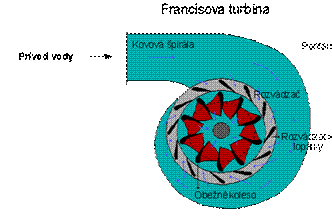 Francisova turbína
Kovová špirála
Prívod vody
Rozvádzač
Rozvádzacie
lopatky
Obežné koleso